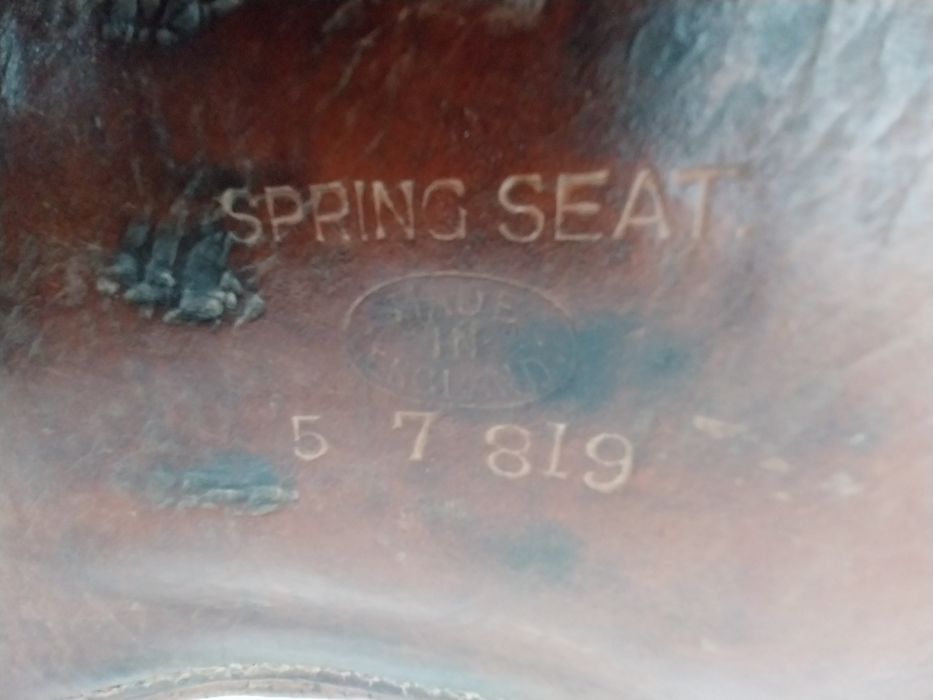 SPRING SEAT.
MADE
IN
ENGLAND
5 7 819